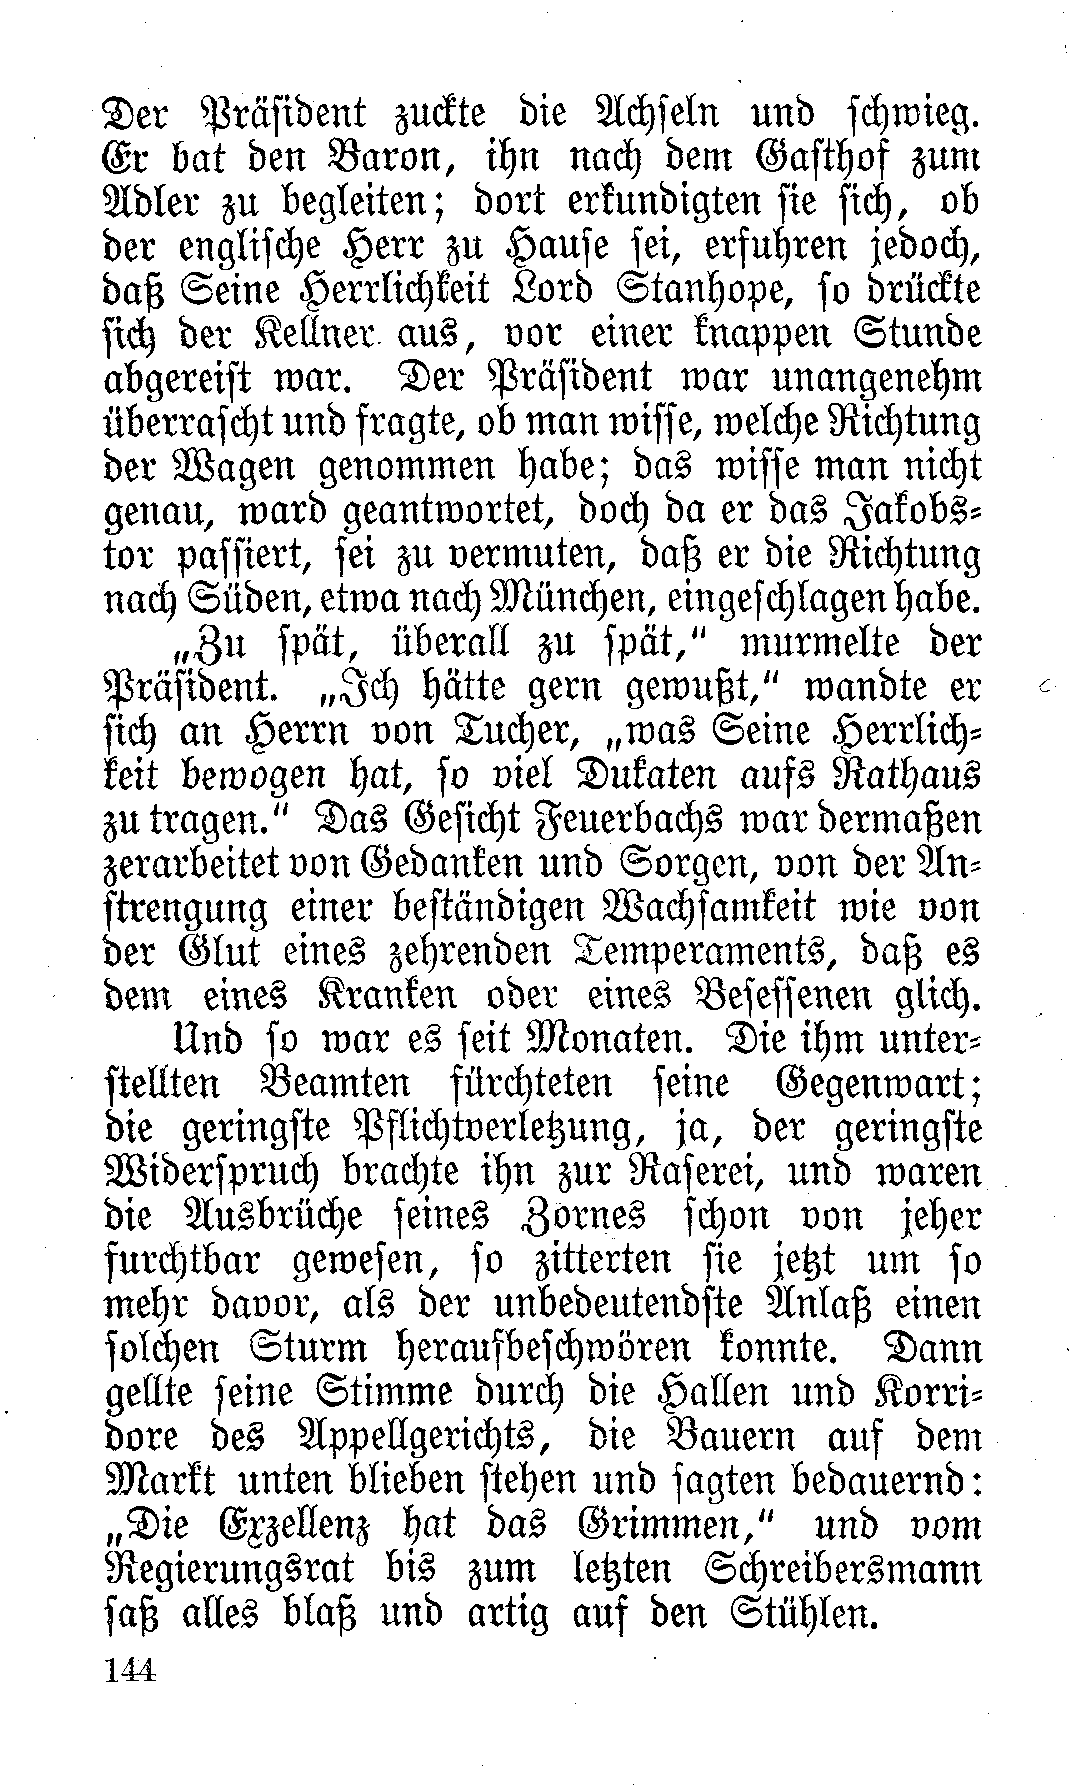 Der Präsident zuckte die Achseln und schwieg.
Er bat den Baron, ihn nach dem Gasthof zum
Adler zu begleiten; dort erkundigten sie sich, ob
der englische Herr zu Hause sei, erfuhren jedoch,
daß Seine Herrlichkeit Lord Stanhope, so drückte
sich der Kellner aus, vor einer knappen Stunde
abgereist war. Der Präsident war unangenehm
überrascht und fragte, ob man wisse, welche Richtung
der Wagen genommen habe; das wisse man nicht
genau, ward geantwortet, doch da er das Jakobs-
tor passiert, sei zu vermuten, daß er die Richtung
nach Süden, etwa nach München, eingeschlagen habe.
„Zu spät, überall zu spät,“ murmelte der
Präsident. „Ich hätte gern gewußt,“ wandte er
sich an Herrn von Tucher, „was Seine Herrlich-
keit bewogen hat, so viel Dukaten aufs Rathaus
zu tragen.“ Das Gesicht Feuerbachs war dermaßen
zerarbeitet von Gedanken und Sorgen, von der An-
strengung einer beständigen Wachsamkeit wie von
der Glut eines zehrenden Temperaments, daß es
dem eines Kranken oder eines Besessenen glich.
Und so war es seit Monaten. Die ihm unter-
stellten Beamten fürchteten seine Gegenwart;
die geringste Pflichtverletzung, ja, der geringste
Widerspruch brachte ihn zur Raserei, und waren
die Ausbrüche seines Zornes schon von jeher
furchtbar gewesen, so zitterten sie jetzt um so
mehr davor, als der unbedeutendste Anlaß einen
solchen Sturm heraufbeschwören konnte. Dann
gellte seine Stimme durch die Hallen und Korri-
dore des Appellgerichts, die Bauern auf dem
Markt unten blieben stehen und sagten bedauernd:
„Die Exzellenz hat das Grimmen,“ und vom
Regierungsrat bis zum letzten Schreibersmann
saß alles blaß und artig auf den Stühlen.
144